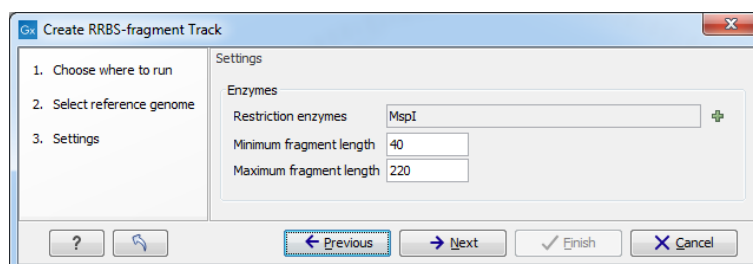 Gx Create RRBS-fragment Track X
1. Choose where to run
2. Select reference genome
3. Settings
Settings
Enzymes
Restriction enzymes MspI
Minimum fragment length 40
Maximum fragment length 220
? Previous Next Finish Cancel